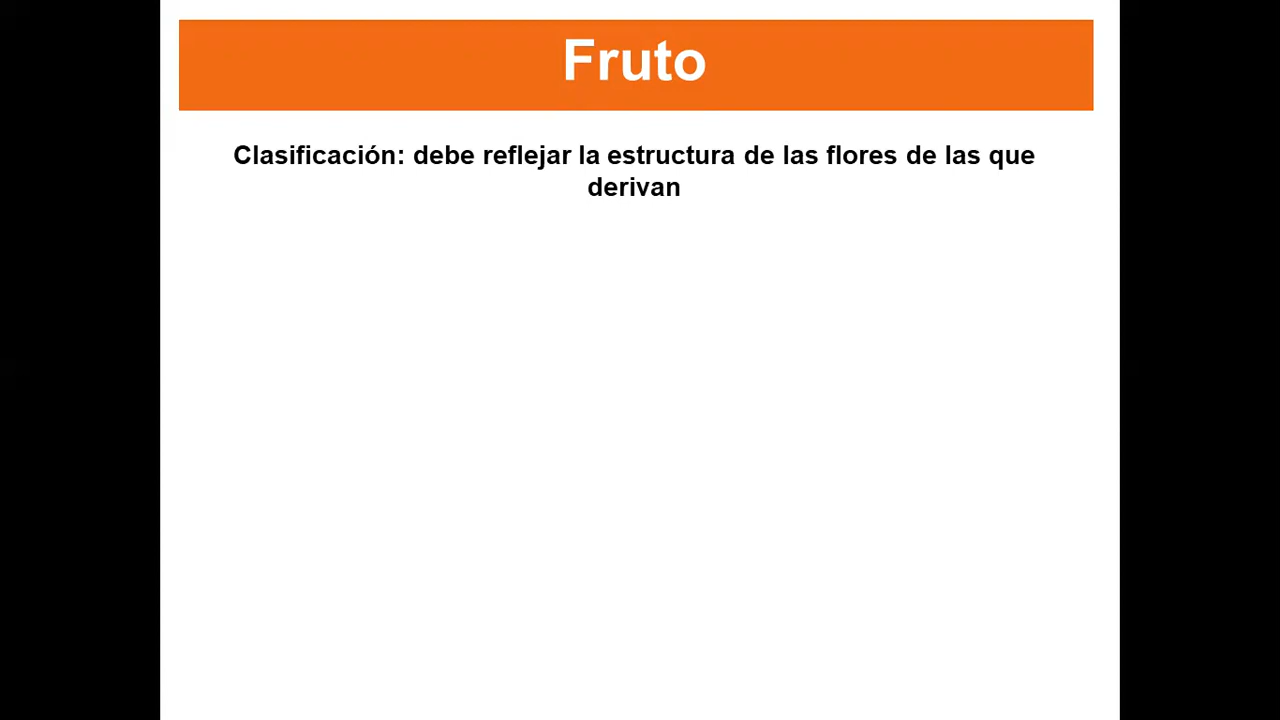 Fruto
Clasificación: debe reflejar la estructura de las flores de las que
derivan